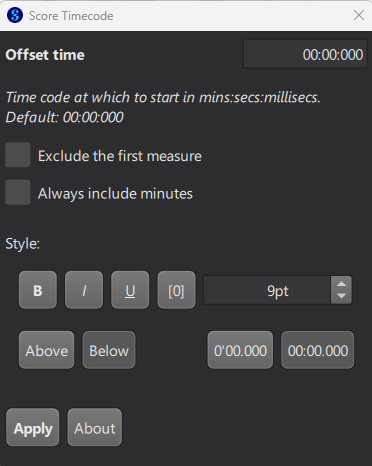 Score Timecode
Offset time 00:00:000
Time code at which to start in mins:secs:millisecs.
Default: 00:00:000
Exclude the first measure
Always include minutes
Style:
B I U [0] 9pt
Above Below 0'00.000 00:00.000
Apply About